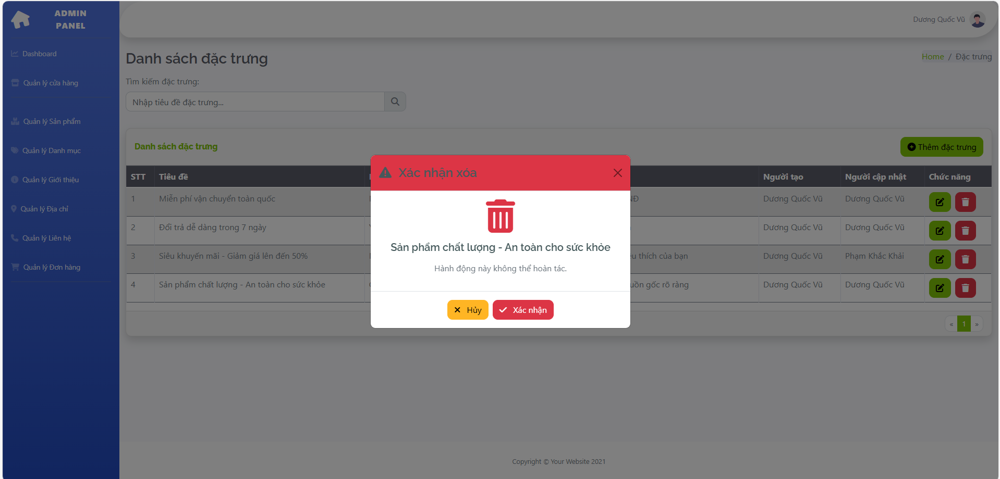 ADMIN
PANEL
Dương Quốc Vũ
Dashboard
Quản lý cửa hàng
Quản lý Sản phẩm
Quản lý Danh mục
Quản lý Giới thiệu
Quản lý Địa chỉ
Quản lý Liên hệ
Quản lý Đơn hàng
Danh sách đặc trưng
Home / Đặc trưng
Tìm kiếm đặc trưng:
Nhập tiêu đề đặc trưng...
Danh sách đặc trưng
Thêm đặc trưng
STT Tiêu đề Người tạo Người cập nhật Chức năng
1 Miễn phí vận chuyển toàn quốc Dương Quốc Vũ Dương Quốc Vũ
2 Đổi trả dễ dàng trong 7 ngày Dương Quốc Vũ Dương Quốc Vũ
3 Siêu khuyến mãi - Giảm giá lên đến 50% thích của bạn Dương Quốc Vũ Phạm Khắc Khải
4 Sản phẩm chất lượng - An toàn cho sức khỏe gốc rõ ràng Dương Quốc Vũ Dương Quốc Vũ
« 1 »
Xác nhận xóa
Sản phẩm chất lượng - An toàn cho sức khỏe
Hành động này không thể hoàn tác.
Hủy
Xác nhận
Copyright © Your Website 2021